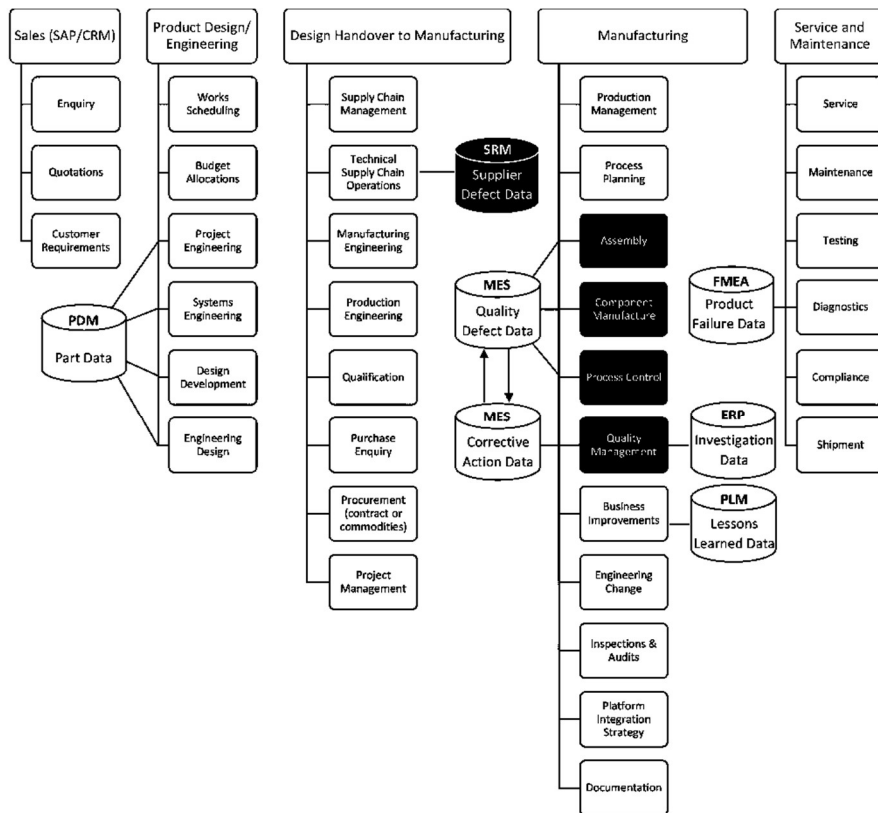 Sales (SAP/CRM)
Enquiry
Quotations
Customer
Requirements
PDM
Part Data
Product Design/
Engineering
Works
Scheduling
Budget
Allocations
Project
Engineering
Systems
Engineering
Design
Development
Engineering
Design
Design Handover to Manufacturing
Supply Chain
Management
Technical
Supply Chain
Operations
SRM
Supplier
Defect Data
Manufacturing
Engineering
Production
Engineering
Qualification
Purchase
Enquiry
Procurement
(contract or
commodities)
Project
Management
MES
Quality
Defect Data
MES
Corrective
Action Data
Manufacturing
Production
Management
Process
Planning
Assembly
Component
Manufacture
Process Control
Quality
Management
Business
Improvements
Engineering
Change
Inspections &
Audits
Platform
Integration
Strategy
Documentation
FMEA
Product
Failure Data
ERP
Investigation
Data
PLM
Lessons
Learned Data
Service and
Maintenance
Service
Maintenance
Testing
Diagnostics
Compliance
Shipment